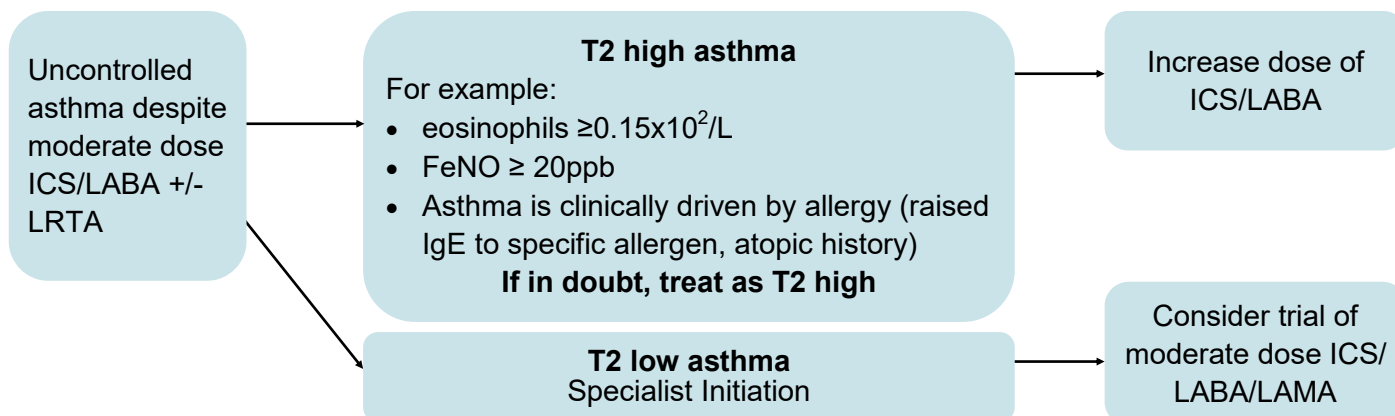 Uncontrolled
asthma despite
moderate dose
ICS/LABA +/-
LRTA
T2 high asthma
For example:
• eosinophils ≥0.15x10²/L
• FeNO ≥ 20ppb
• Asthma is clinically driven by allergy (raised
IgE to specific allergen, atopic history)
If in doubt, treat as T2 high
Increase dose of
ICS/LABA
T2 low asthma
Specialist Initiation
Consider trial of
moderate dose ICS/
LABA/LAMA